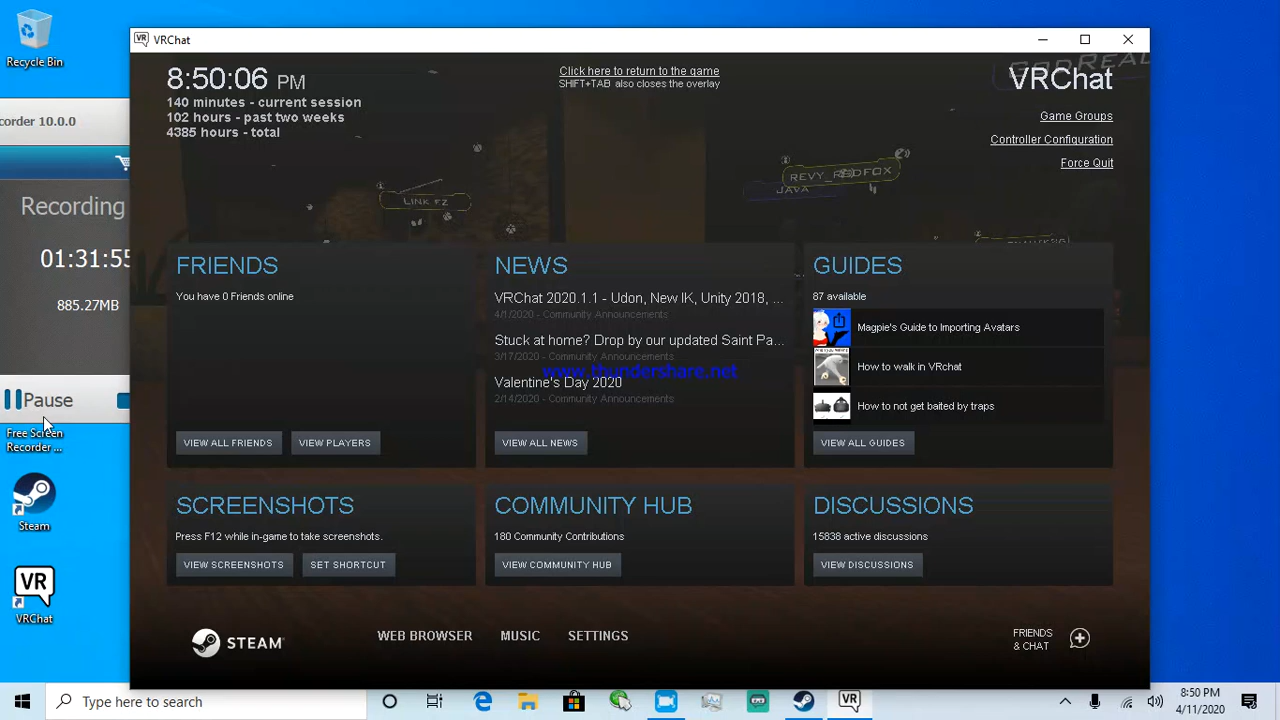 Recycle Bin
corder 10.0.0
Recording
01:31:55
885.27MB
Pause
Free Screen
Recorder ...
Steam
VRChat
VR VRChat
8:50:06 PM
140 minutes - current session
102 hours - past two weeks
4385 hours - total
Click here to return to the game
SHIFT+TAB also closes the overlay
VRChat
Game Groups
Controller Configuration
Force Quit
LINK FZ
REVY_REDFOX
JAVA
FRIENDS
You have 0 Friends online
VIEW ALL FRIENDS
VIEW PLAYERS
NEWS
VRChat 2020.1.1 - Udon, New IK, Unity 2018, ...
4/1/2020 - Community Announcements
Stuck at home? Drop by our updated Saint Pa...
3/17/2020 - Community Announcements
www.thundershare.net
Valentine's Day 2020
2/14/2020 - Community Announcements
VIEW ALL NEWS
GUIDES
87 available
Magpie's Guide to Importing Avatars
How to walk in VRchat
How to not get baited by traps
VIEW ALL GUIDES
SCREENSHOTS
Press F12 while in-game to take screenshots.
VIEW SCREENSHOTS
SET SHORTCUT
COMMUNITY HUB
180 Community Contributions
VIEW COMMUNITY HUB
DISCUSSIONS
15838 active discussions
VIEW DISCUSSIONS
STEAM
WEB BROWSER
MUSIC
SETTINGS
FRIENDS
& CHAT
VR
Type here to search
VR
8:50 PM
4/11/2020